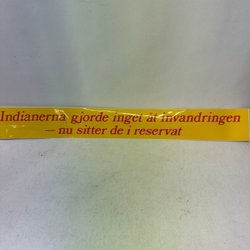 Indianerna gjorde inget åt invandringen
— nu sitter de i reservat